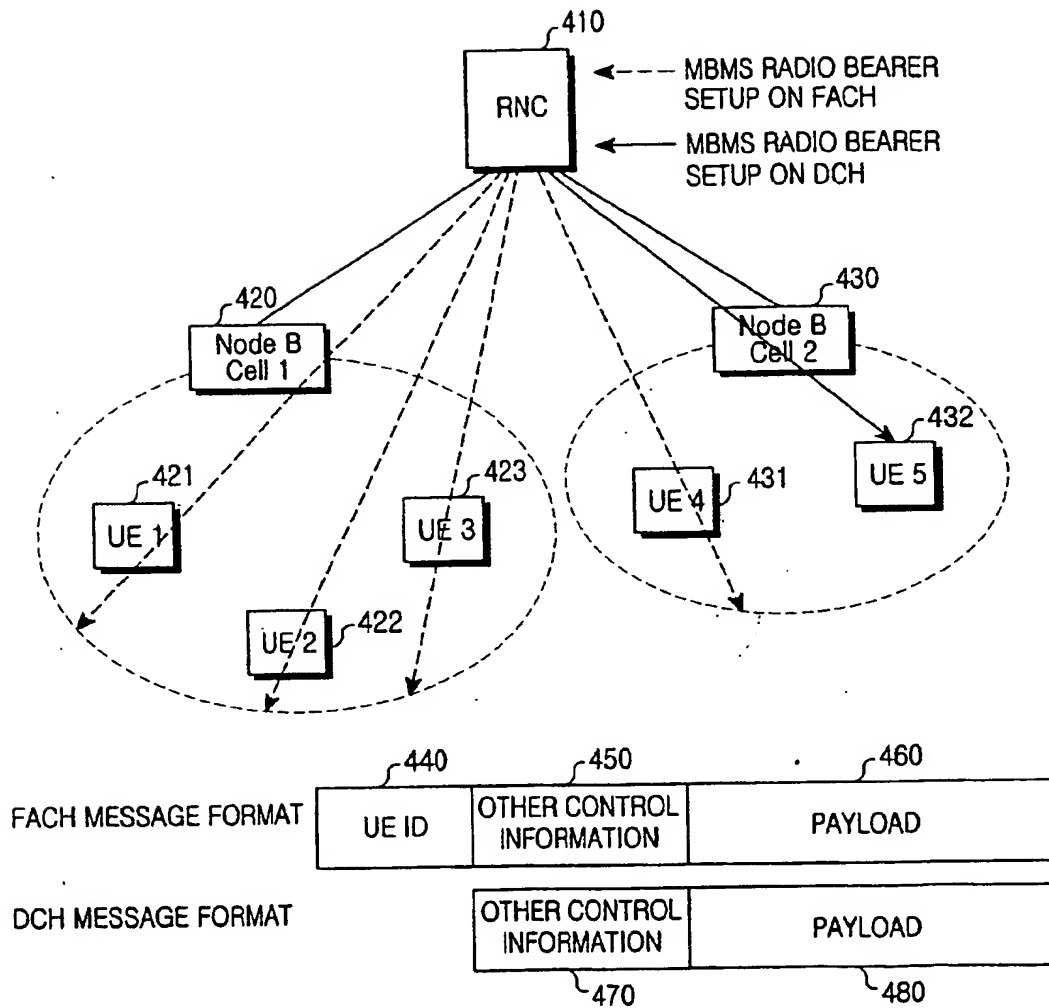 410
RNC
MBMS RADIO BEARER
SETUP ON FACH
MBMS RADIO BEARER
SETUP ON DCH
420
Node B
Cell 1
430
Node B
Cell 2
421
UE 1
423
UE 3
UE 2
422
UE 4
431
432
UE 5
440
450
460
FACH MESSAGE FORMAT
UE ID
OTHER CONTROL
INFORMATION
PAYLOAD
DCH MESSAGE FORMAT
OTHER CONTROL
INFORMATION
PAYLOAD
470
480